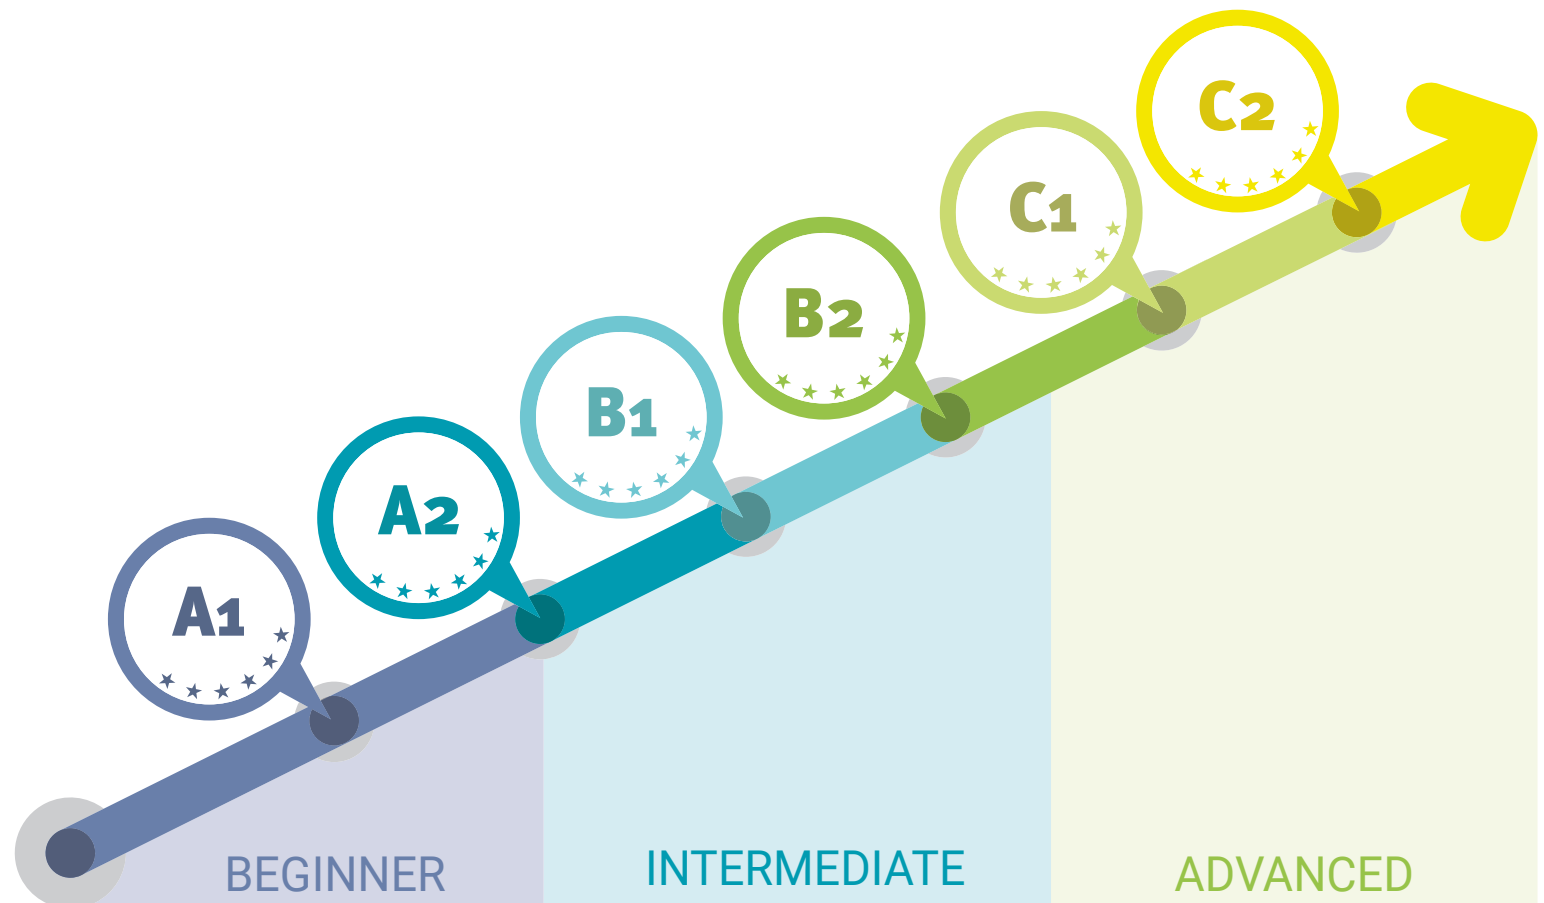 A1
A2
B1
B2
C1
C2
BEGINNER
INTERMEDIATE
ADVANCED